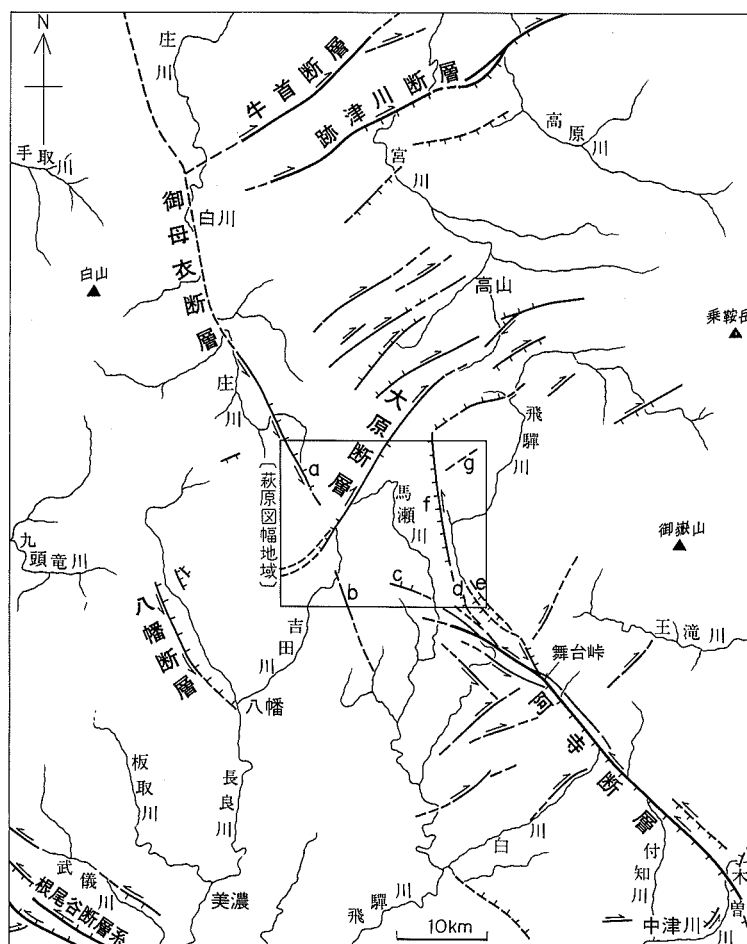 N
庄川
牛首断層
跡津川断層
高原川
手取川
宮川
白川
御母衣断層
白山
高山
乗鞍岳
庄川
大原断層
飛驒川
〔萩原図幅地域〕
a
g
f
馬瀬川
御嶽山
九頭竜川
c
d
e
b
八幡断層
吉田川
王滝川
舞台峠
八幡
阿寺断層
板取川
長良川
白川
付知川
武儀川
根尾谷断層系
美濃
飛驒川
10km
中津川
木曽川